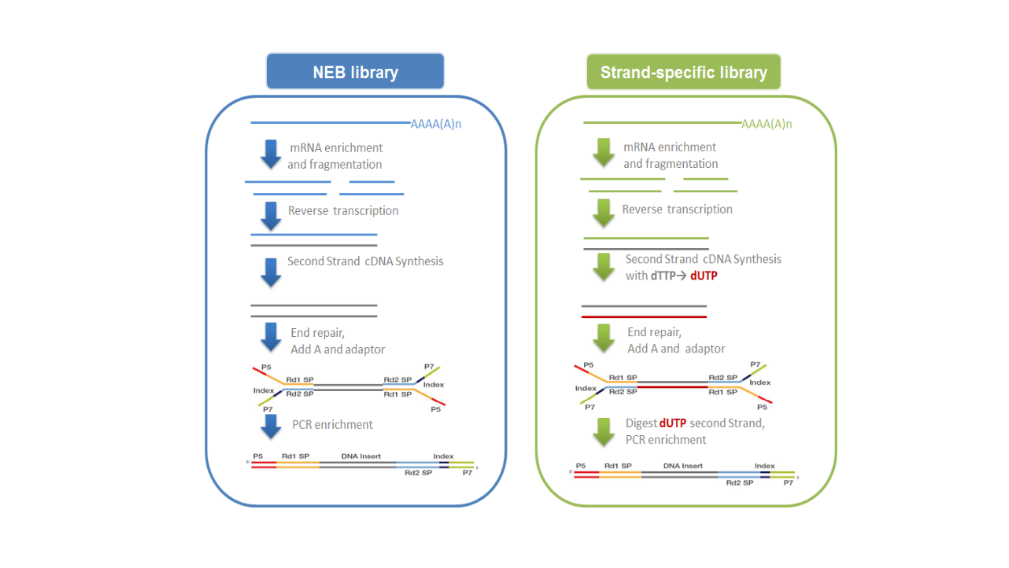 NEB library
AAAA(A)n
mRNA enrichment
and fragmentation
Reverse transcription
Second Strand cDNA Synthesis
End repair,
Add A and adaptor
P5
P7
Rd1 SP
Rd2 SP
Index
Index
Rd2 SP
Rd1 SP
P7
P5
PCR enrichment
P5
Rd1 SP
DNA Insert
Index
Rd2 SP
P7
Strand-specific library
AAAA(A)n
mRNA enrichment
and fragmentation
Reverse transcription
Second Strand cDNA Synthesis
with dTTP→ dUTP
End repair,
Add A and adaptor
P5
P7
Rd1 SP
Rd2 SP
Index
Index
Rd2 SP
Rd1 SP
P7
P5
Digest dUTP second Strand,
PCR enrichment
P5
Rd1 SP
DNA Insert
Index
Rd2 SP
P7